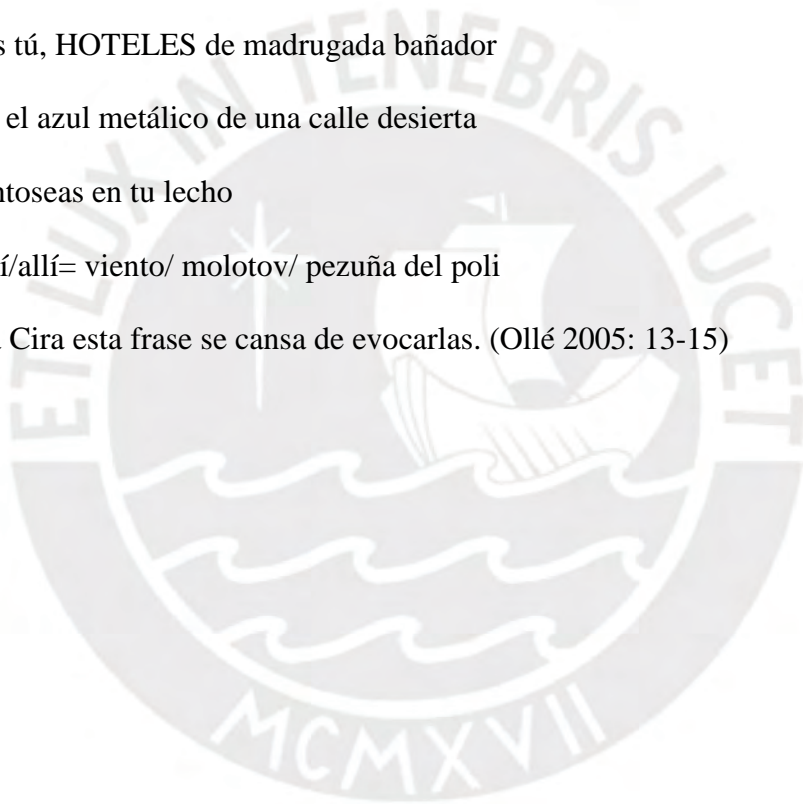 s tú, HOTELES de madrugada bañador
el azul metálico de una calle desierta
ntoseas en tu lecho
í/allí= viento/ molotov/ pezuña del poli
Cira esta frase se cansa de evocarlas. (Ollé 2005: 13-15)
ET LUX IN TENEBRIS LUCET
MCMXVII